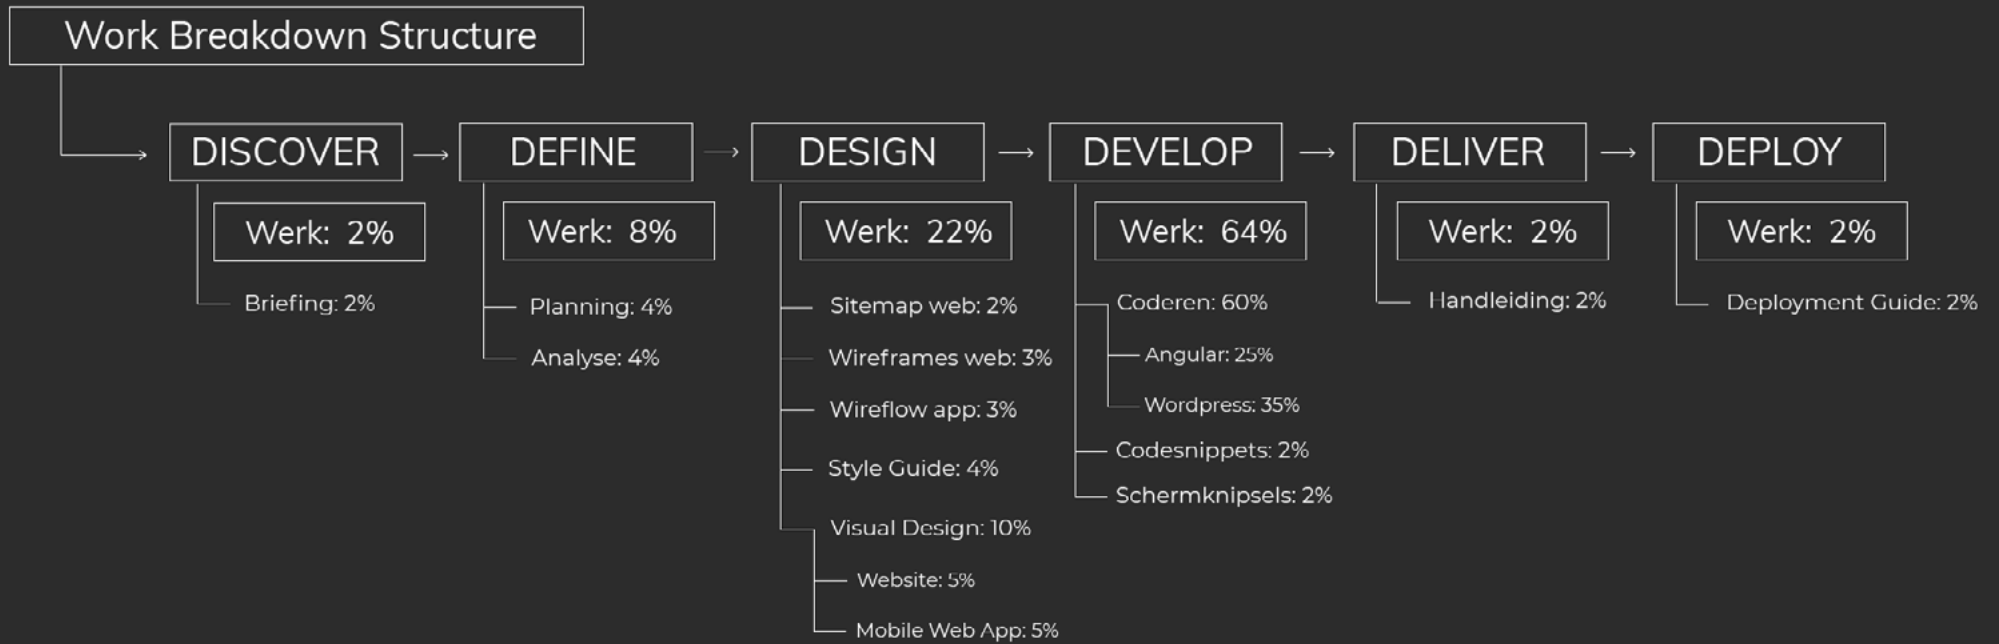 Work Breakdown Structure
DISCOVER
Werk: 2%
Briefing: 2%
DEFINE
Werk: 8%
Planning: 4%
Analyse: 4%
DESIGN
Werk: 22%
Sitemap web: 2%
Wireframes web: 3%
Wireflow app: 3%
Style Guide: 4%
Visual Design: 10%
Website: 5%
Mobile Web App: 5%
DEVELOP
Werk: 64%
Coderen: 60%
Angular: 25%
Wordpress: 35%
Codesnippets: 2%
Schermknipsels: 2%
DELIVER
Werk: 2%
Handleiding: 2%
DEPLOY
Werk: 2%
Deployment Guide: 2%